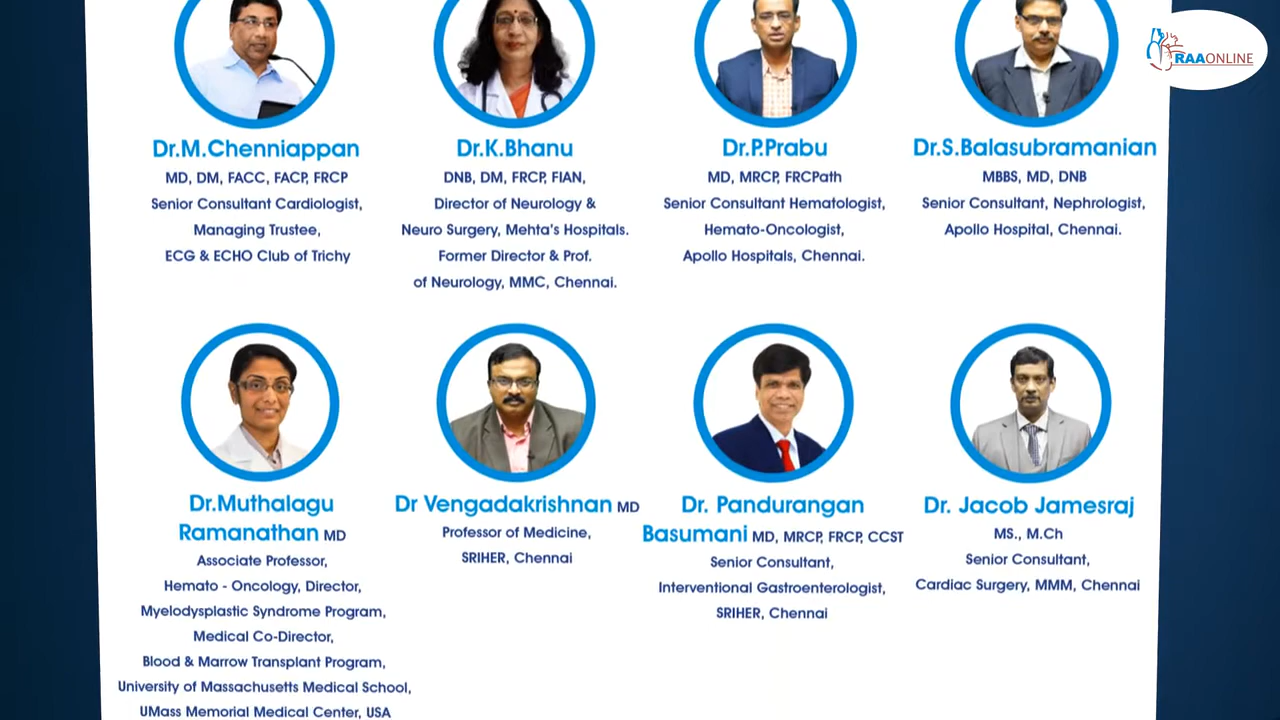 RAAONLINE
Dr.M.Chenniappan
MD, DM, FACC, FACP, FRCP
Senior Consultant Cardiologist,
Managing Trustee,
ECG & ECHO Club of Trichy
Dr.K.Bhanu
DNB, DM, FRCP, FIAN,
Director of Neurology &
Neuro Surgery, Mehta's Hospitals.
Former Director & Prof.
of Neurology, MMC, Chennai.
Dr.P.Prabu
MD, MRCP, FRCPath
Senior Consultant Hematologist,
Hemato-Oncologist,
Apollo Hospitals, Chennai.
Dr.S.Balasubramanian
MBBS, MD, DNB
Senior Consultant, Nephrologist,
Apollo Hospital, Chennai.
Dr.Muthalagu
Ramanathan MD
Associate Professor,
Hemato - Oncology, Director,
Myelodysplastic Syndrome Program,
Medical Co-Director,
Blood & Marrow Transplant Program,
University of Massachusetts Medical School,
UMass Memorial Medical Center, USA
Dr Vengadakrishnan MD
Professor of Medicine,
SRIHER, Chennai
Dr. Pandurangan
Basumani MD, MRCP, FRCP, CCST
Senior Consultant,
Interventional Gastroenterologist,
SRIHER, Chennai
Dr. Jacob Jamesraj
MS., M.Ch
Senior Consultant,
Cardiac Surgery, MMM, Chennai